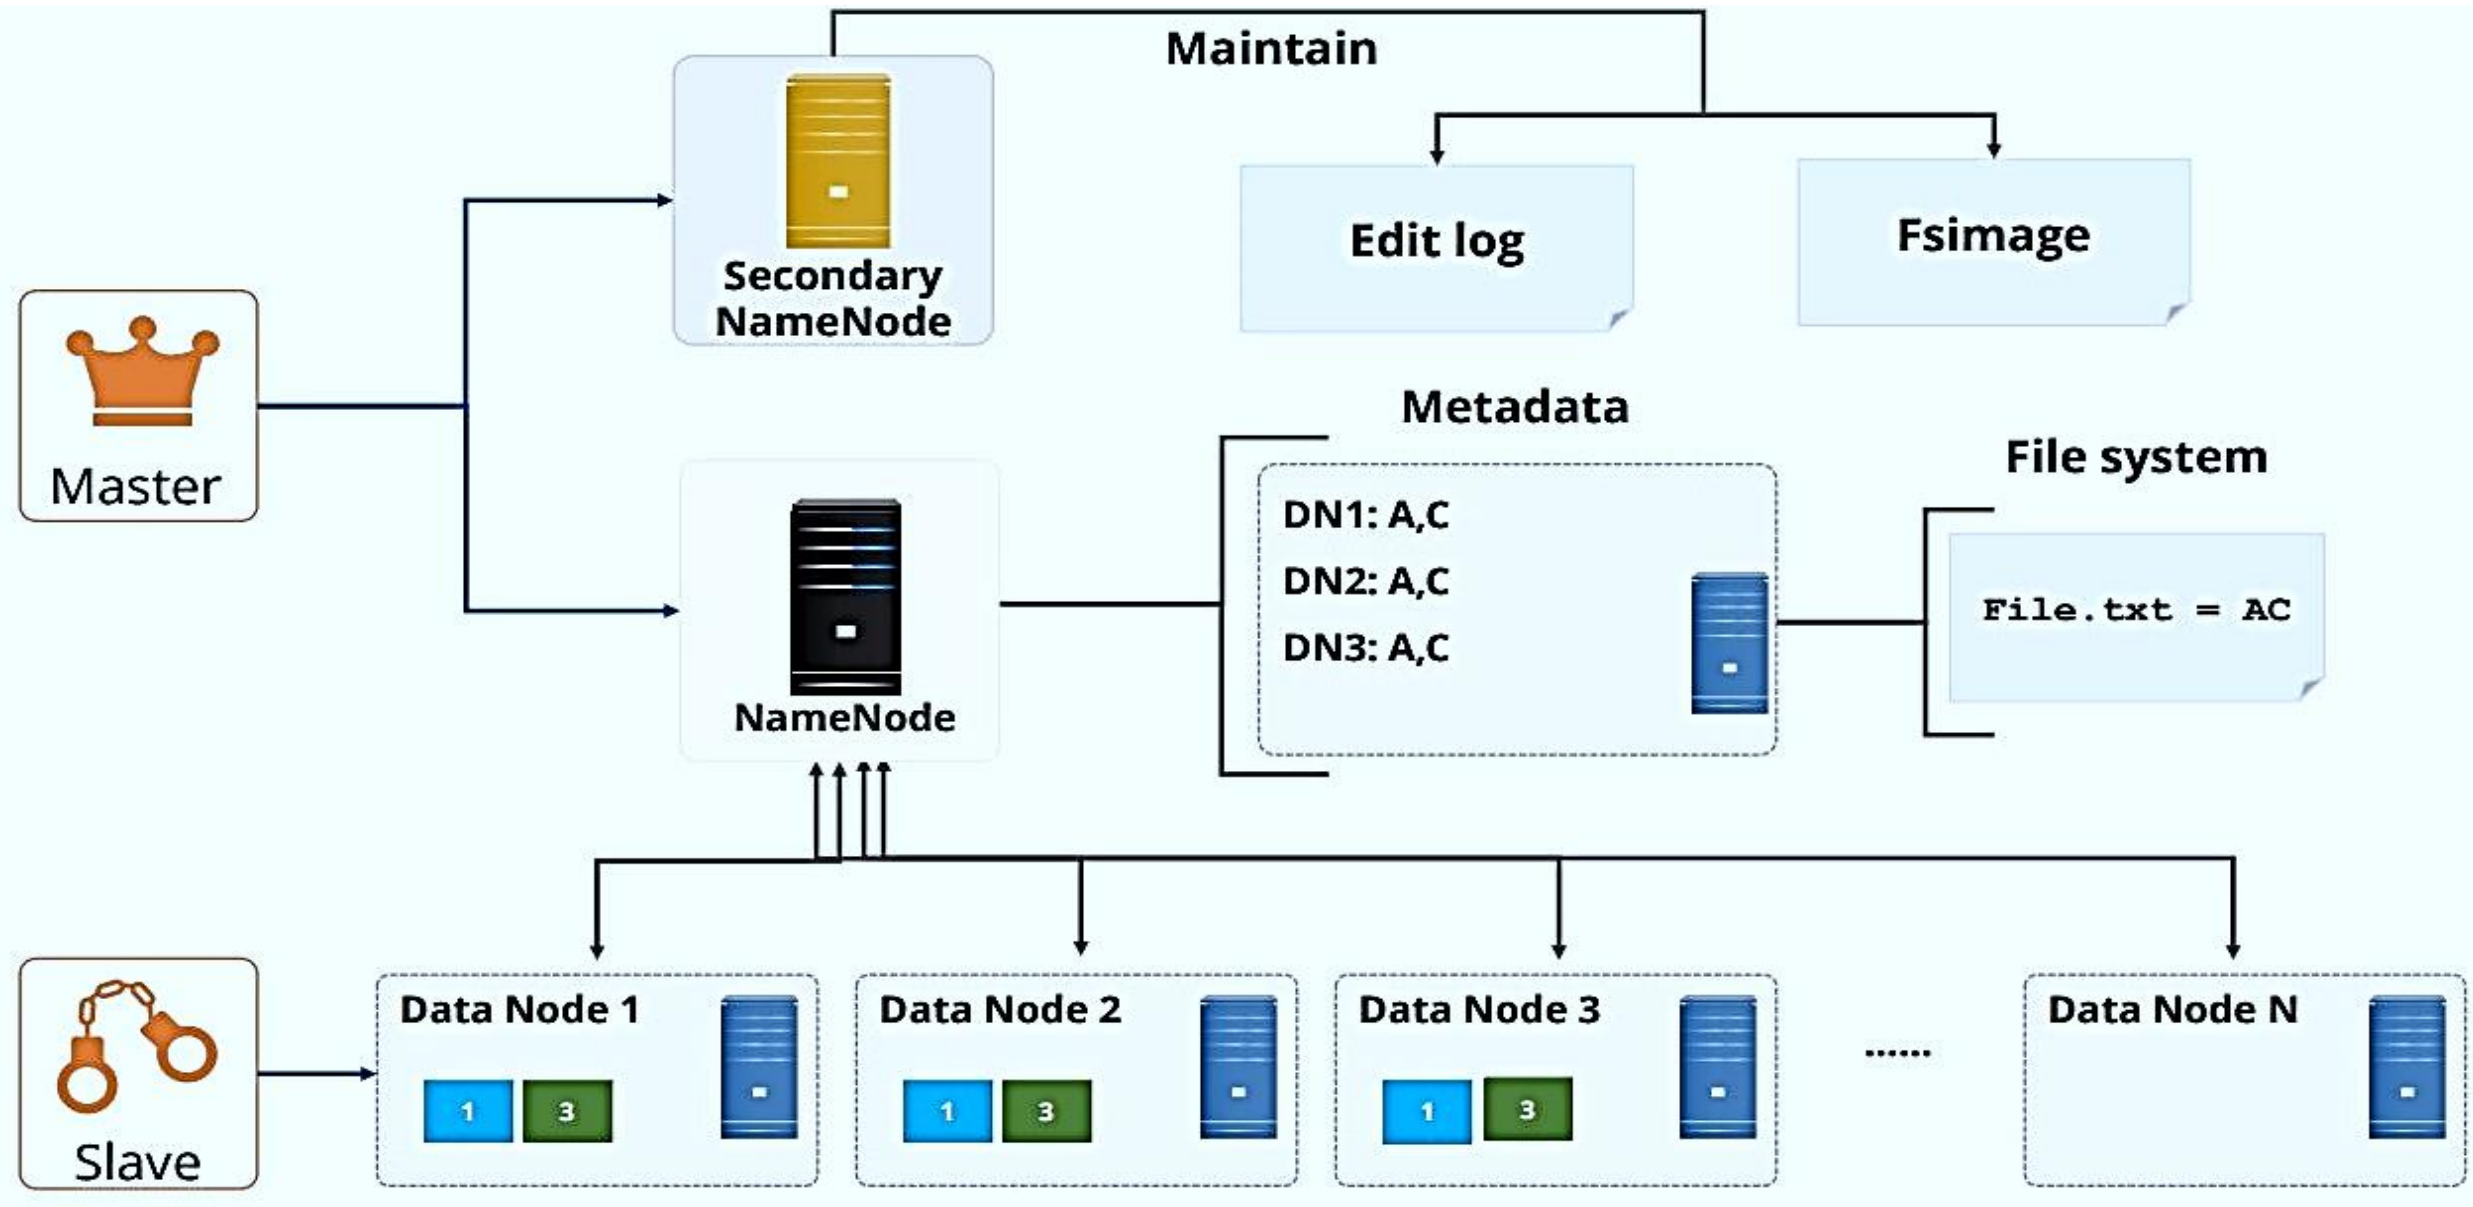 Maintain
Secondary
NameNode
Edit log
Fsimage
Master
Metadata
File system
DN1: A,C
DN2: A,C
DN3: A,C
File.txt = AC
NameNode
Slave
Data Node 1
1 3
Data Node 2
1 3
Data Node 3
1 3
......
Data Node N